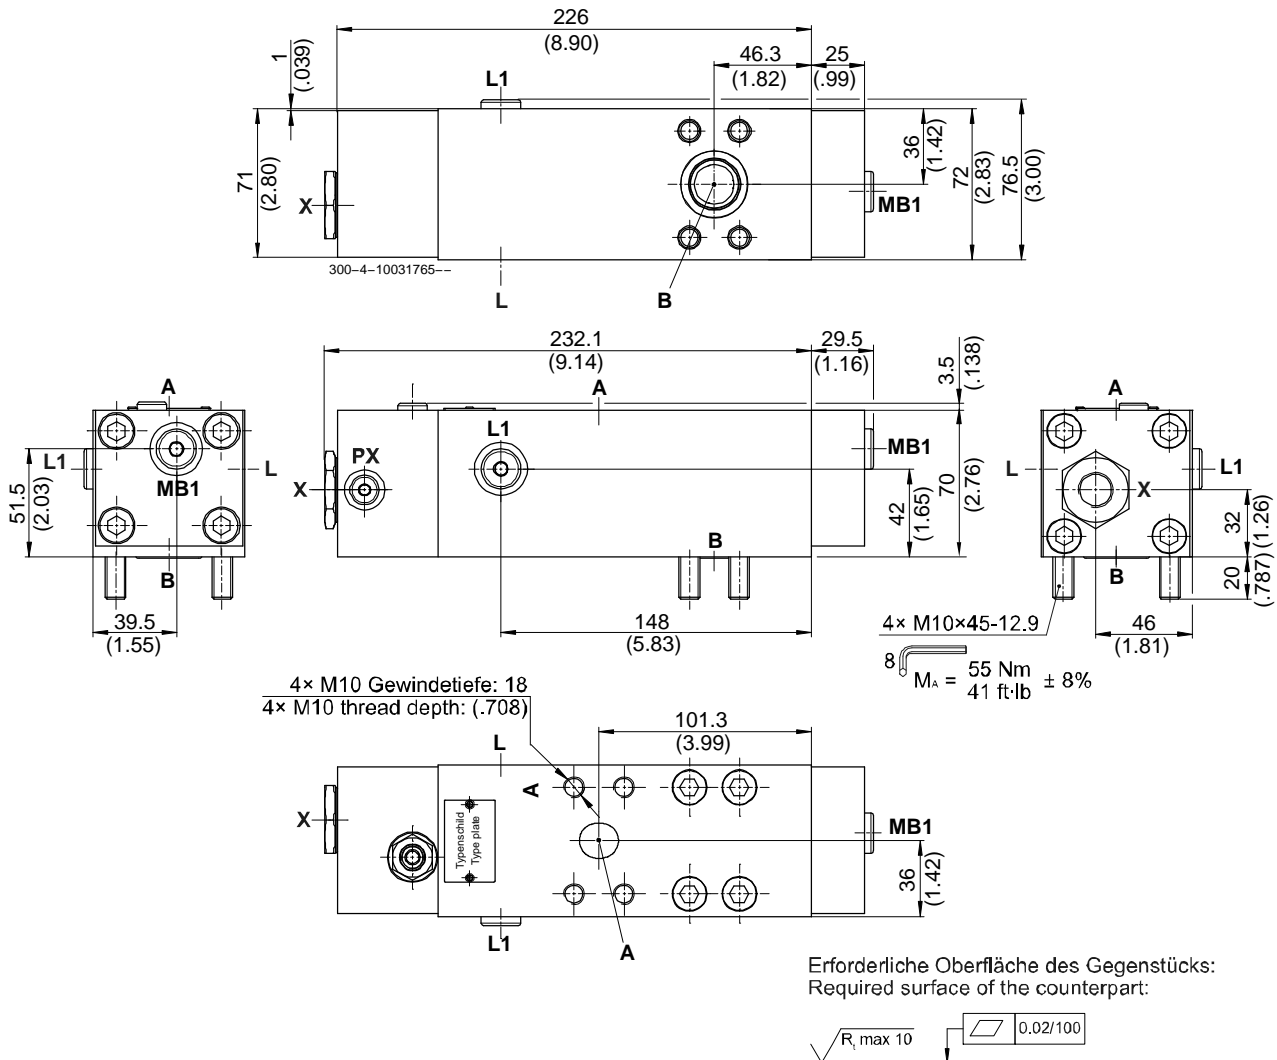 226
(8.90)
1
(.039)
46.3
(1.82)
25
(.99)
L1
36
(1.42)
72
(2.83)
76.5
(3.00)
71
(2.80)
X
MB1
300-4-10031765--
L
B
232.1
(9.14)
29.5
(1.16)
3.5
(.138)
A
A
A
L1
PX
MB1
L1
L
MB1
X
51.5
(2.03)
42
(1.65)
70
(2.76)
L
L1
X
32
(1.26)
B
B
B
20
(.787)
39.5
(1.55)
148
(5.83)
4× M10×45-12.9
46
(1.81)
8
MA = 55 Nm
41 ft·lb ± 8%
4× M10 Gewindetiefe: 18
4× M10 thread depth: (.708)
101.3
(3.99)
L
A
X
Typenschild
Type plate
MB1
36
(1.42)
L1
A
Erforderliche Oberfläche des Gegenstücks:
Required surface of the counterpart:
Rt max 10
0.02/100